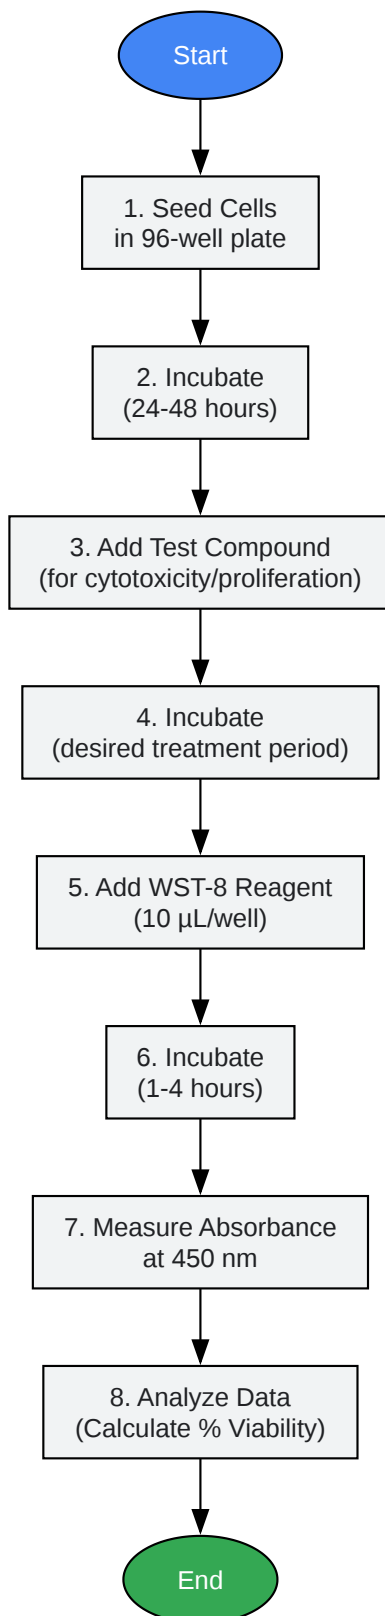 Start
1. Seed Cells
in 96-well plate
2. Incubate
(24-48 hours)
3. Add Test Compound
(for cytotoxicity/proliferation)
4. Incubate
(desired treatment period)
5. Add WST-8 Reagent
(10 µL/well)
6. Incubate
(1-4 hours)
7. Measure Absorbance
at 450 nm
8. Analyze Data
(Calculate % Viability)
End